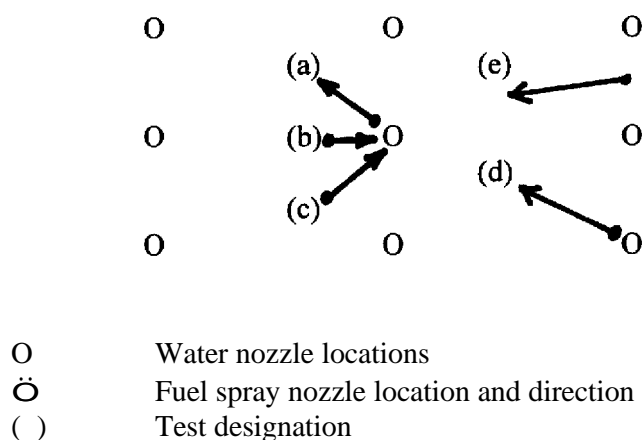 O O O
(a) (e)
O (b) O O
(d)
(c)
O O O
O Water nozzle locations
Ö Fuel spray nozzle location and direction
( ) Test designation